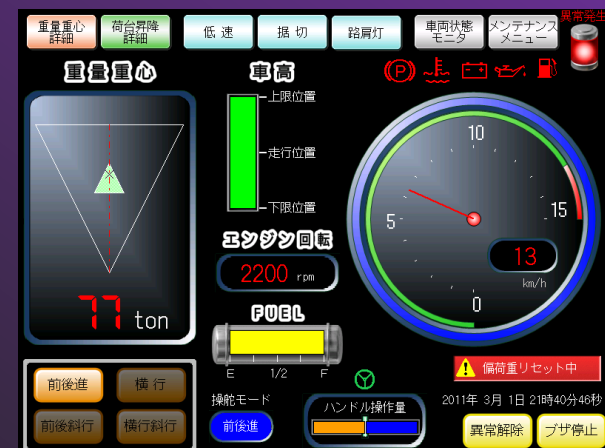 重量重心
詳細
荷台昇降
詳細
低 速
据 切
路肩灯
車両状態
モニタ
メンテナンス
メニュー
異常発生
重量重心
車高
P
上限位置
走行位置
下限位置
10
5
15
0
13
km/h
エンジン回転
2200 rpm
77 ton
FUEL
E 1/2 F
偏荷重リセット中
前後進
横 行
前後斜行
横行斜行
操舵モード
前後進
ハンドル操作量
2011年 3月 1日 21時40分46秒
異常解除
ブザ停止